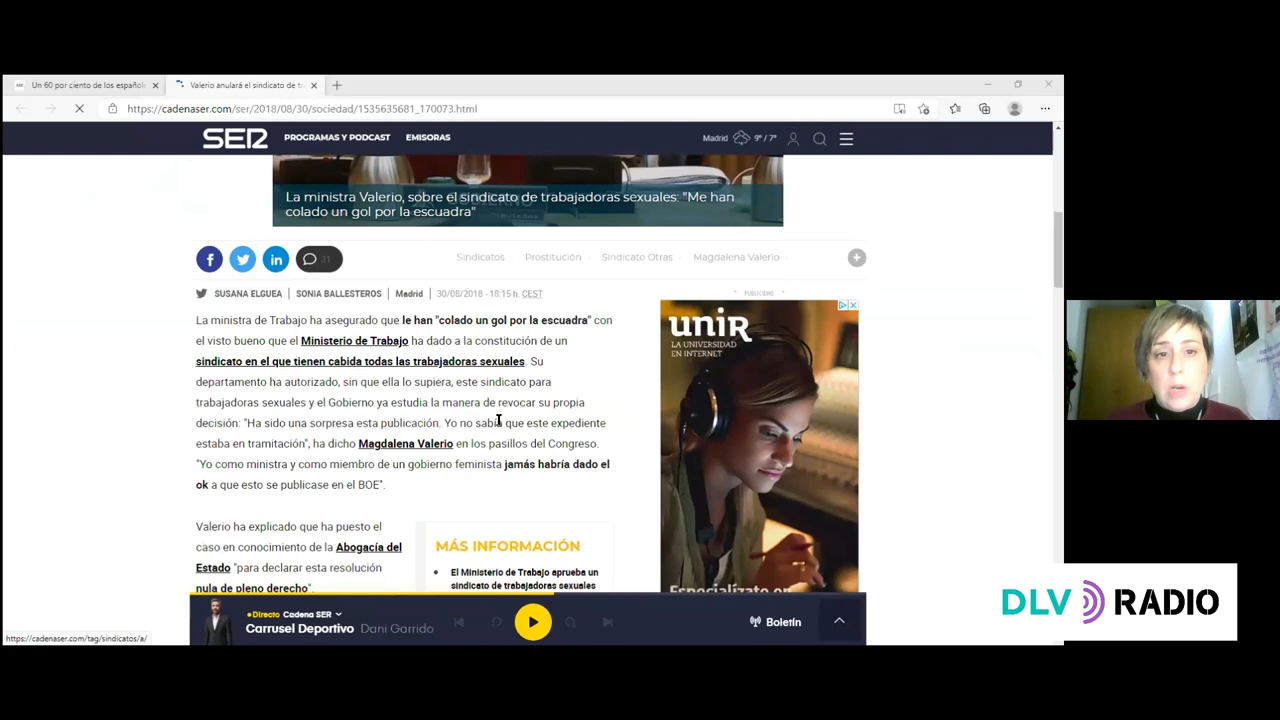 Un 60 por ciento de los español
Valerio anulará el sindicato de tr
https://cadenaser.com/ser/2018/08/30/sociedad/1535635681_170073.html
SER
PROGRAMAS Y PODCAST
EMISORAS
Madrid
9º / 7º
La ministra Valerio, sobre el sindicato de trabajadoras sexuales: "Me han
colado un gol por la escuadra"
31
Sindicatos
Prostitución
Sindicato Otras
Magdalena Valerio
SUSANA ELGUEA | SONIA BALLESTEROS | Madrid | 30/08/2018 - 18:15 h. CEST
PUBLICIDAD
La ministra de Trabajo ha asegurado que le han "colado un gol por la escuadra" con
el visto bueno que el Ministerio de Trabajo ha dado a la constitución de un
sindicato en el que tienen cabida todas las trabajadoras sexuales. Su
departamento ha autorizado, sin que ella lo supiera, este sindicato para
trabajadoras sexuales y el Gobierno ya estudia la manera de revocar su propia
decisión: "Ha sido una sorpresa esta publicación. Yo no sabía que este expediente
estaba en tramitación", ha dicho Magdalena Valerio en los pasillos del Congreso.
"Yo como ministra y como miembro de un gobierno feminista jamás habría dado el
ok a que esto se publicase en el BOE".
unir
LA UNIVERSIDAD
EN INTERNET
Especialízate en
Valerio ha explicado que ha puesto el
caso en conocimiento de la Abogacía del
Estado "para declarar esta resolución
nula de pleno derecho".
MÁS INFORMACIÓN
El Ministerio de Trabajo aprueba un
sindicato de trabajadoras sexuales
Directo Cadena SER
Carrusel Deportivo Dani Garrido
Boletín
https://cadenaser.com/tag/sindicatos/a/
DLV RADIO